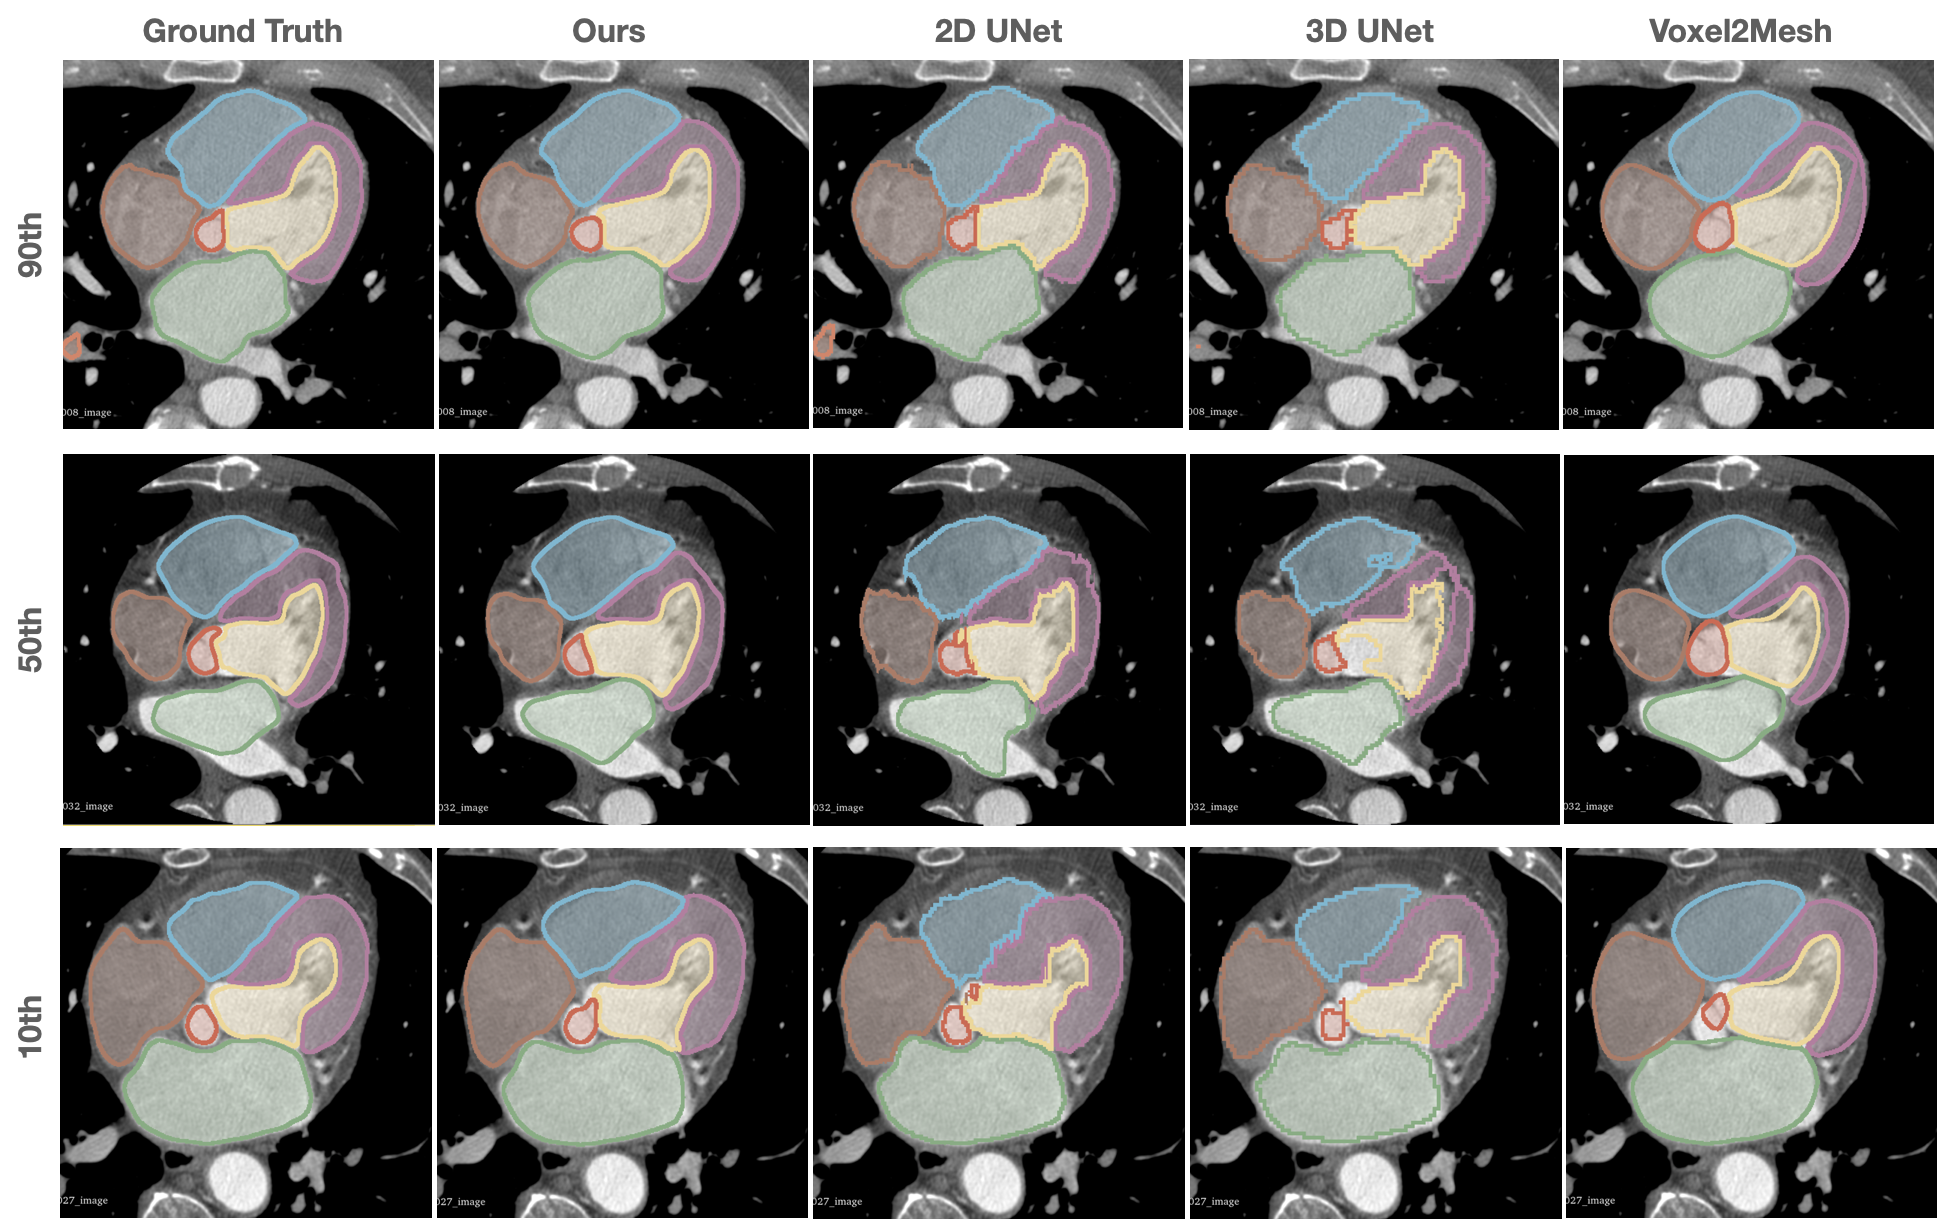 Ground Truth Ours 2D UNet 3D UNet Voxel2Mesh
90th
008_image 008_image 008_image 008_image 008_image
50th
032_image 032_image 032_image 032_image 032_image
10th
027_image 027_image 027_image 027_image 027_image